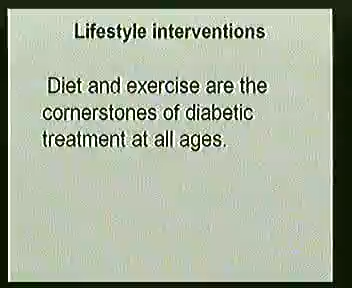 Lifestyle interventions
Diet and exercise are the
cornerstones of diabetic
treatment at all ages.